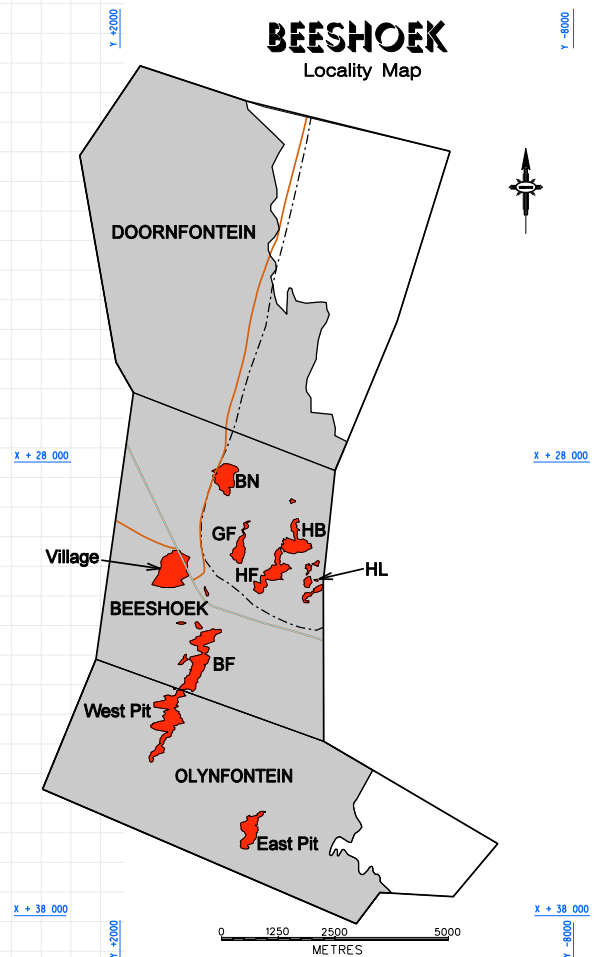 Y +2000
Y -8000
BEESHOEK
Locality Map
DOORNFONTEIN
X + 28 000
X + 28 000
BN
GF
HB
Village
HF
HL
BEESHOEK
BF
West Pit
OLYNFONTEIN
East Pit
X + 38 000
X + 38 000
Y +2000
Y -8000
0 1250 2500 5000
METRES